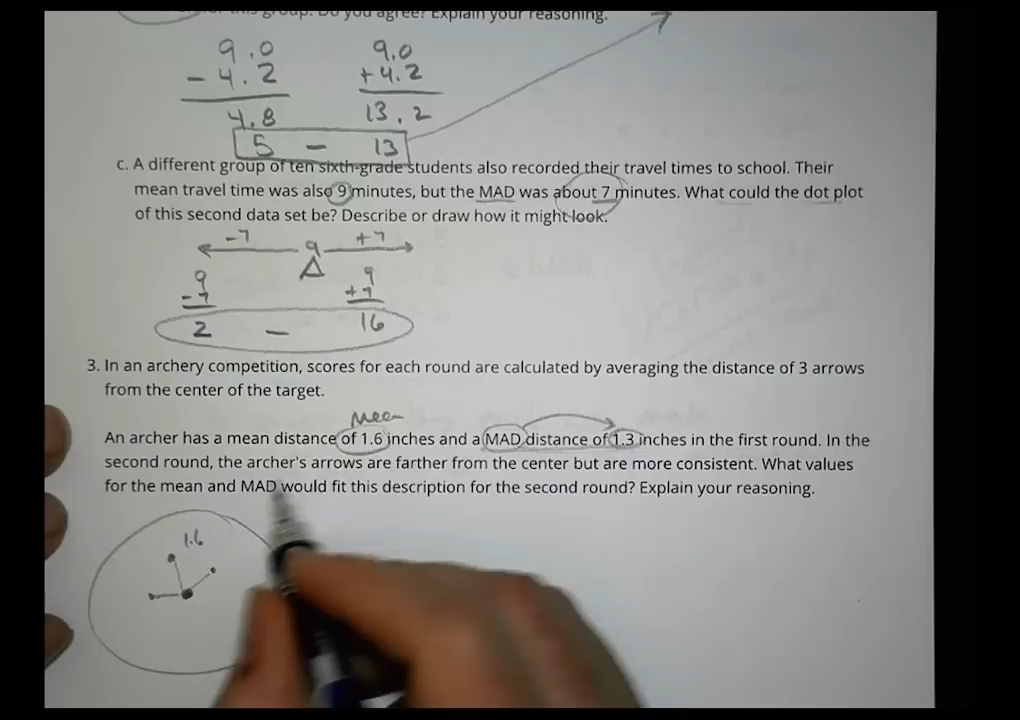 for this group. Do you agree? Explain your reasoning.
9.0 9.0
- 4.2 +4.2
4.8 13.2
5 - 13
c. A different group of ten sixth-grade students also recorded their travel times to school. Their
mean travel time was also 9 minutes, but the MAD was about 7 minutes. What could the dot plot
of this second data set be? Describe or draw how it might look.
-7 9 +7
9 9
-7 +7
2 - 16
3. In an archery competition, scores for each round are calculated by averaging the distance of 3 arrows
from the center of the target.
Mean
An archer has a mean distance of 1.6 inches and a MAD distance of 1.3 inches in the first round. In the
second round, the archer's arrows are farther from the center but are more consistent. What values
for the mean and MAD would fit this description for the second round? Explain your reasoning.
1.6